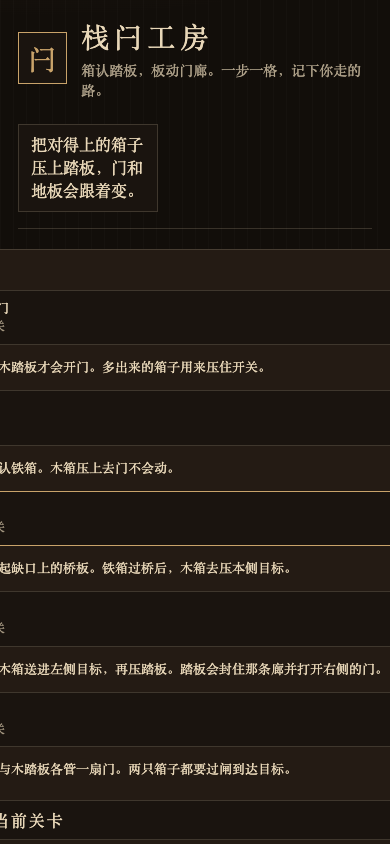 闩
栈闩工房
箱认踏板，板动门廊。一步一格，记下你走的
路。
把对得上的箱子
压上踏板，门和
地板会跟着变。
门
关
木踏板才会开门。多出来的箱子用来压住开关。
认铁箱。木箱压上去门不会动。
关
起缺口上的桥板。铁箱过桥后，木箱去压本侧目标。
关
木箱送进左侧目标，再压踏板。踏板会封住那条廊并打开右侧的门。
关
与木踏板各管一扇门。两只箱子都要过闸到达目标。
当前关卡